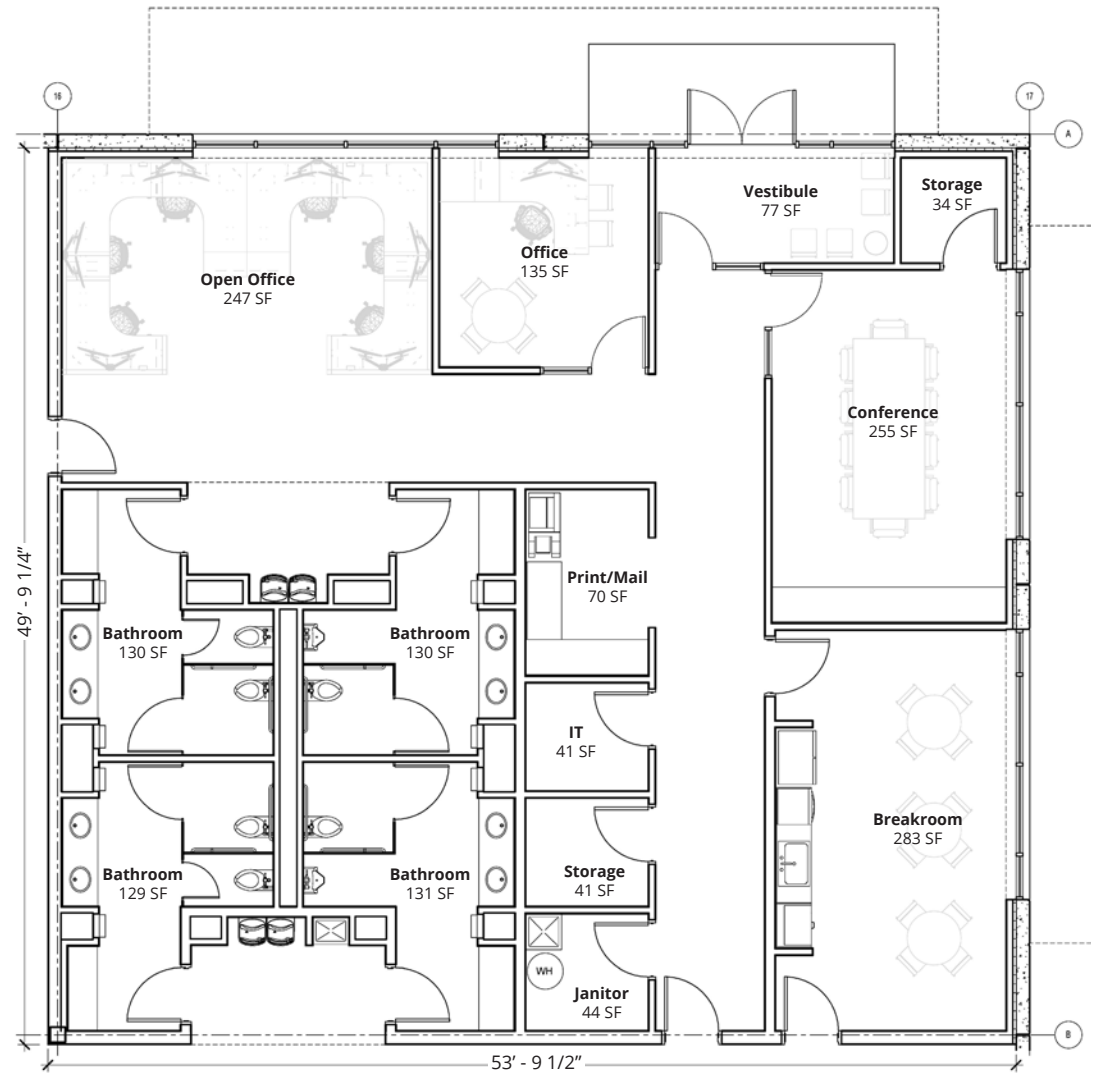 16
17
A
Vestibule
77 SF
Storage
34 SF
Office
135 SF
Open Office
247 SF
Conference
255 SF
49' - 9 1/4"
Print/Mail
70 SF
Bathroom
130 SF
Bathroom
130 SF
IT
41 SF
Breakroom
283 SF
Storage
41 SF
Bathroom
129 SF
Bathroom
131 SF
WH
Janitor
44 SF
B
53' - 9 1/2"